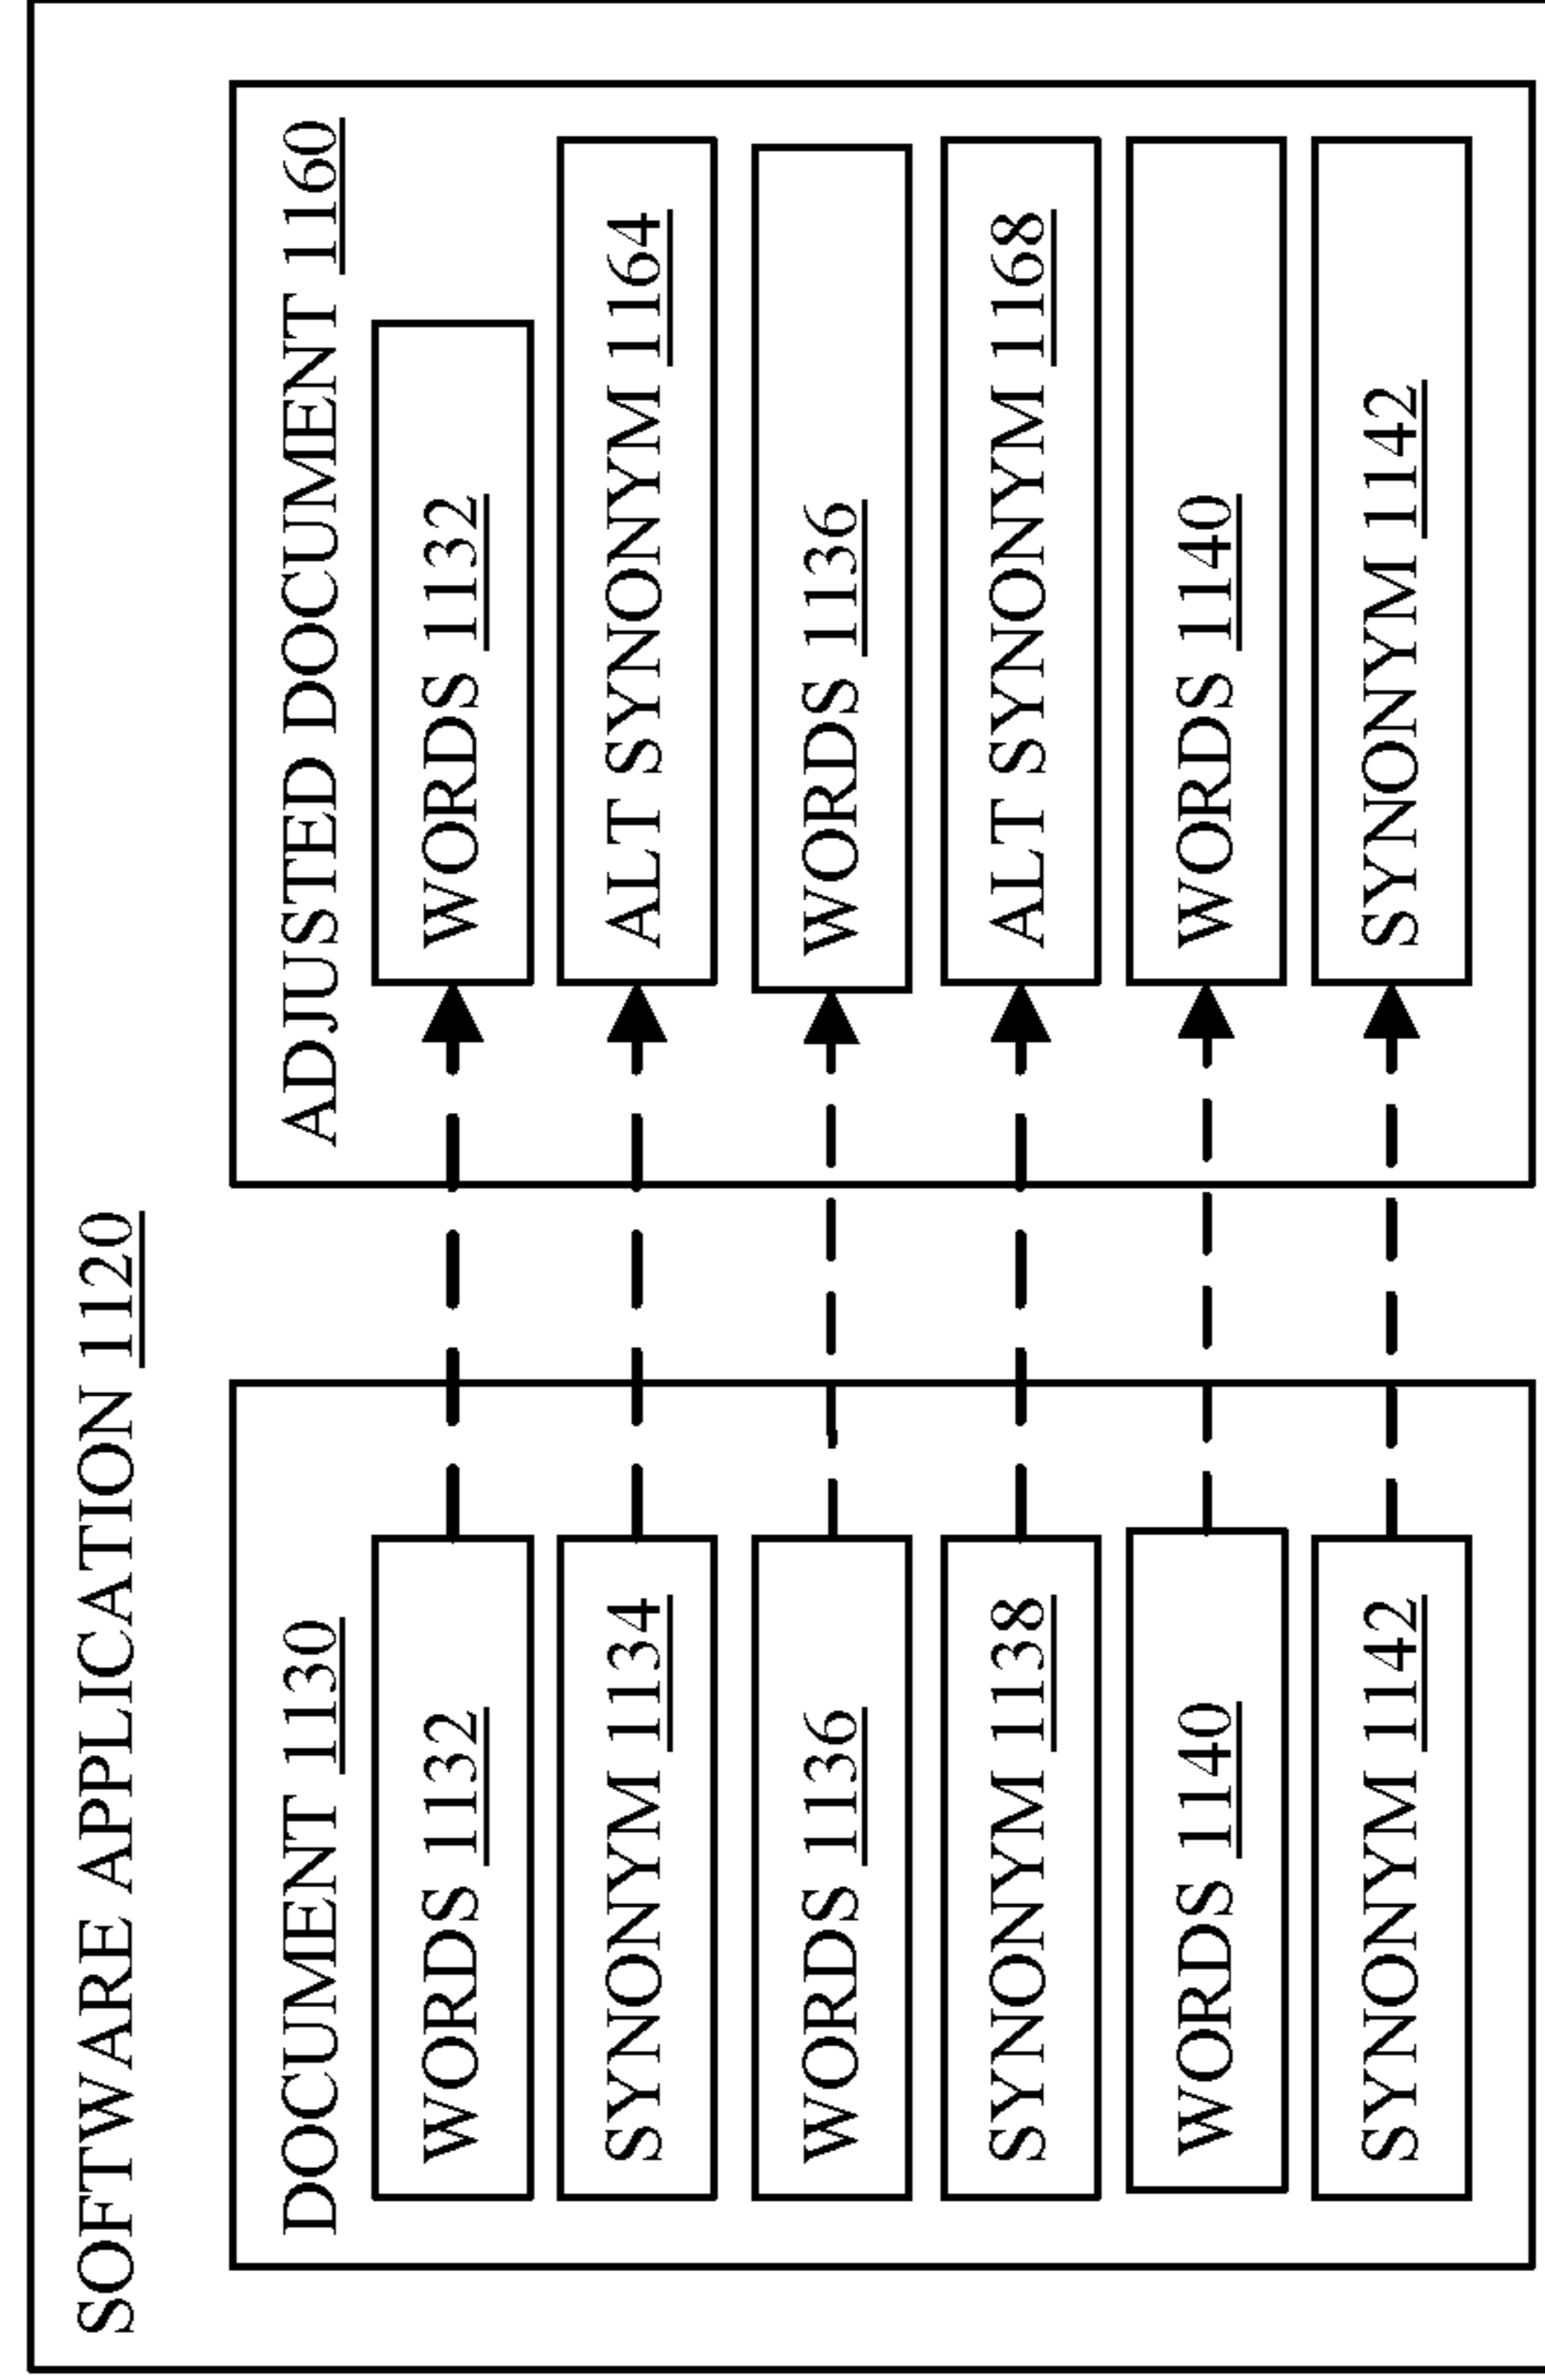 SOFTWARE APPLICATION 1120
DOCUMENT 1130
WORDS 1132
SYNONYM 1134
WORDS 1136
SYNONYM 1138
WORDS 1140
SYNONYM 1142
ADJUSTED DOCUMENT 1160
WORDS 1132
ALT SYNONYM 1164
WORDS 1136
ALT SYNONYM 1168
WORDS 1140
SYNONYM 1142